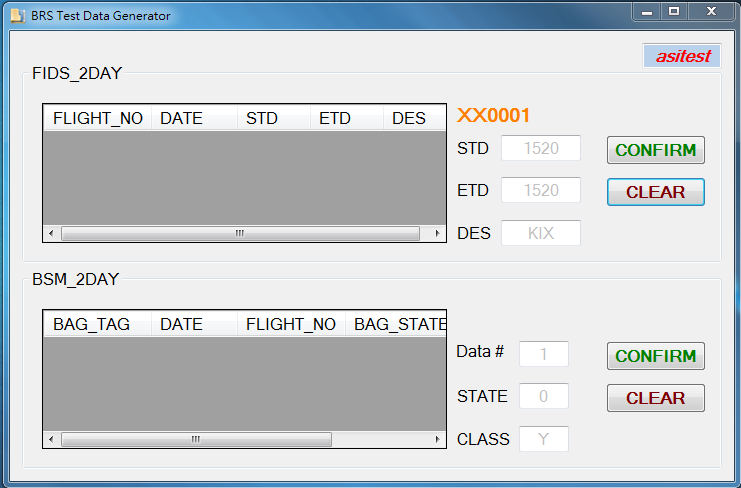 BRS Test Data Generator
asitest
FIDS_2DAY
FLIGHT_NO DATE STD ETD DES
XX0001
STD 1520 CONFIRM
ETD 1520 CLEAR
DES KIX
BSM_2DAY
BAG_TAG DATE FLIGHT_NO BAG_STATE
Data # 1 CONFIRM
STATE 0 CLEAR
CLASS Y